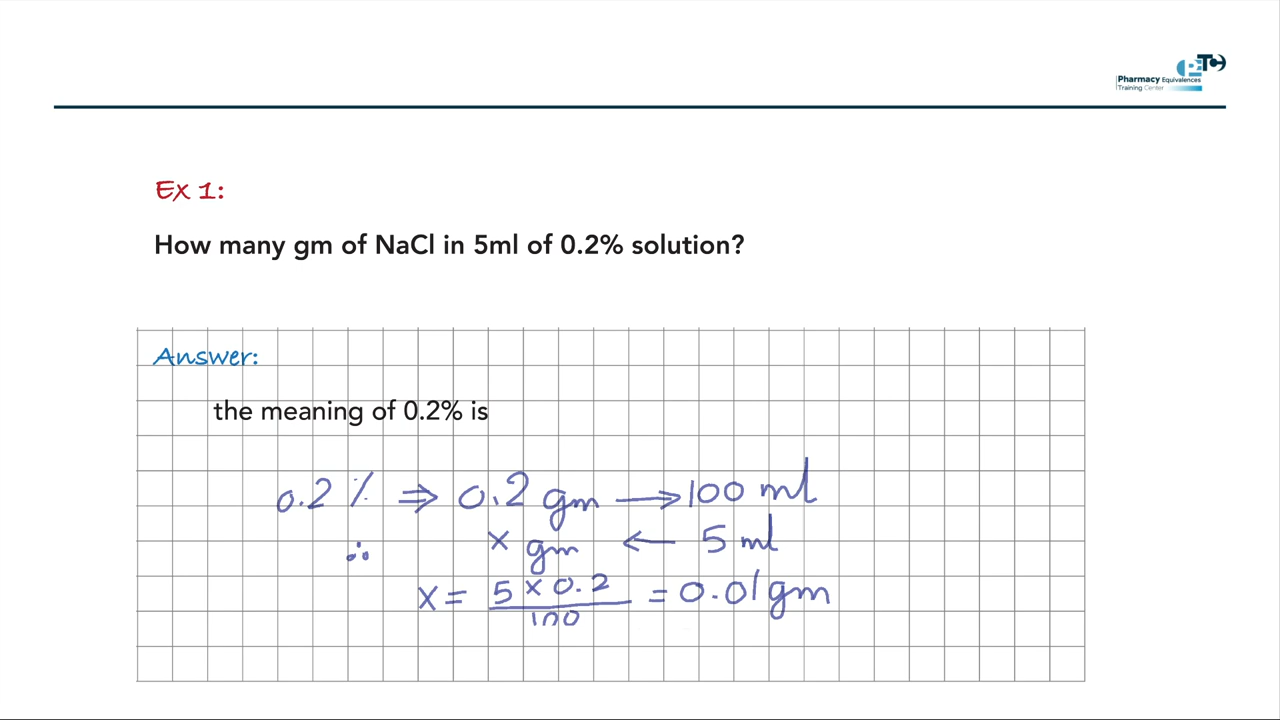 PTC
Pharmacy Equivalences
Training Center
Ex 1:
How many gm of NaCl in 5ml of 0.2% solution?
Answer:
the meaning of 0.2% is
0.2 % ⇒ 0.2 gm → 100 ml
∴ x gm ← 5 ml
x = 5 x 0.2 = 0.01 gm
100